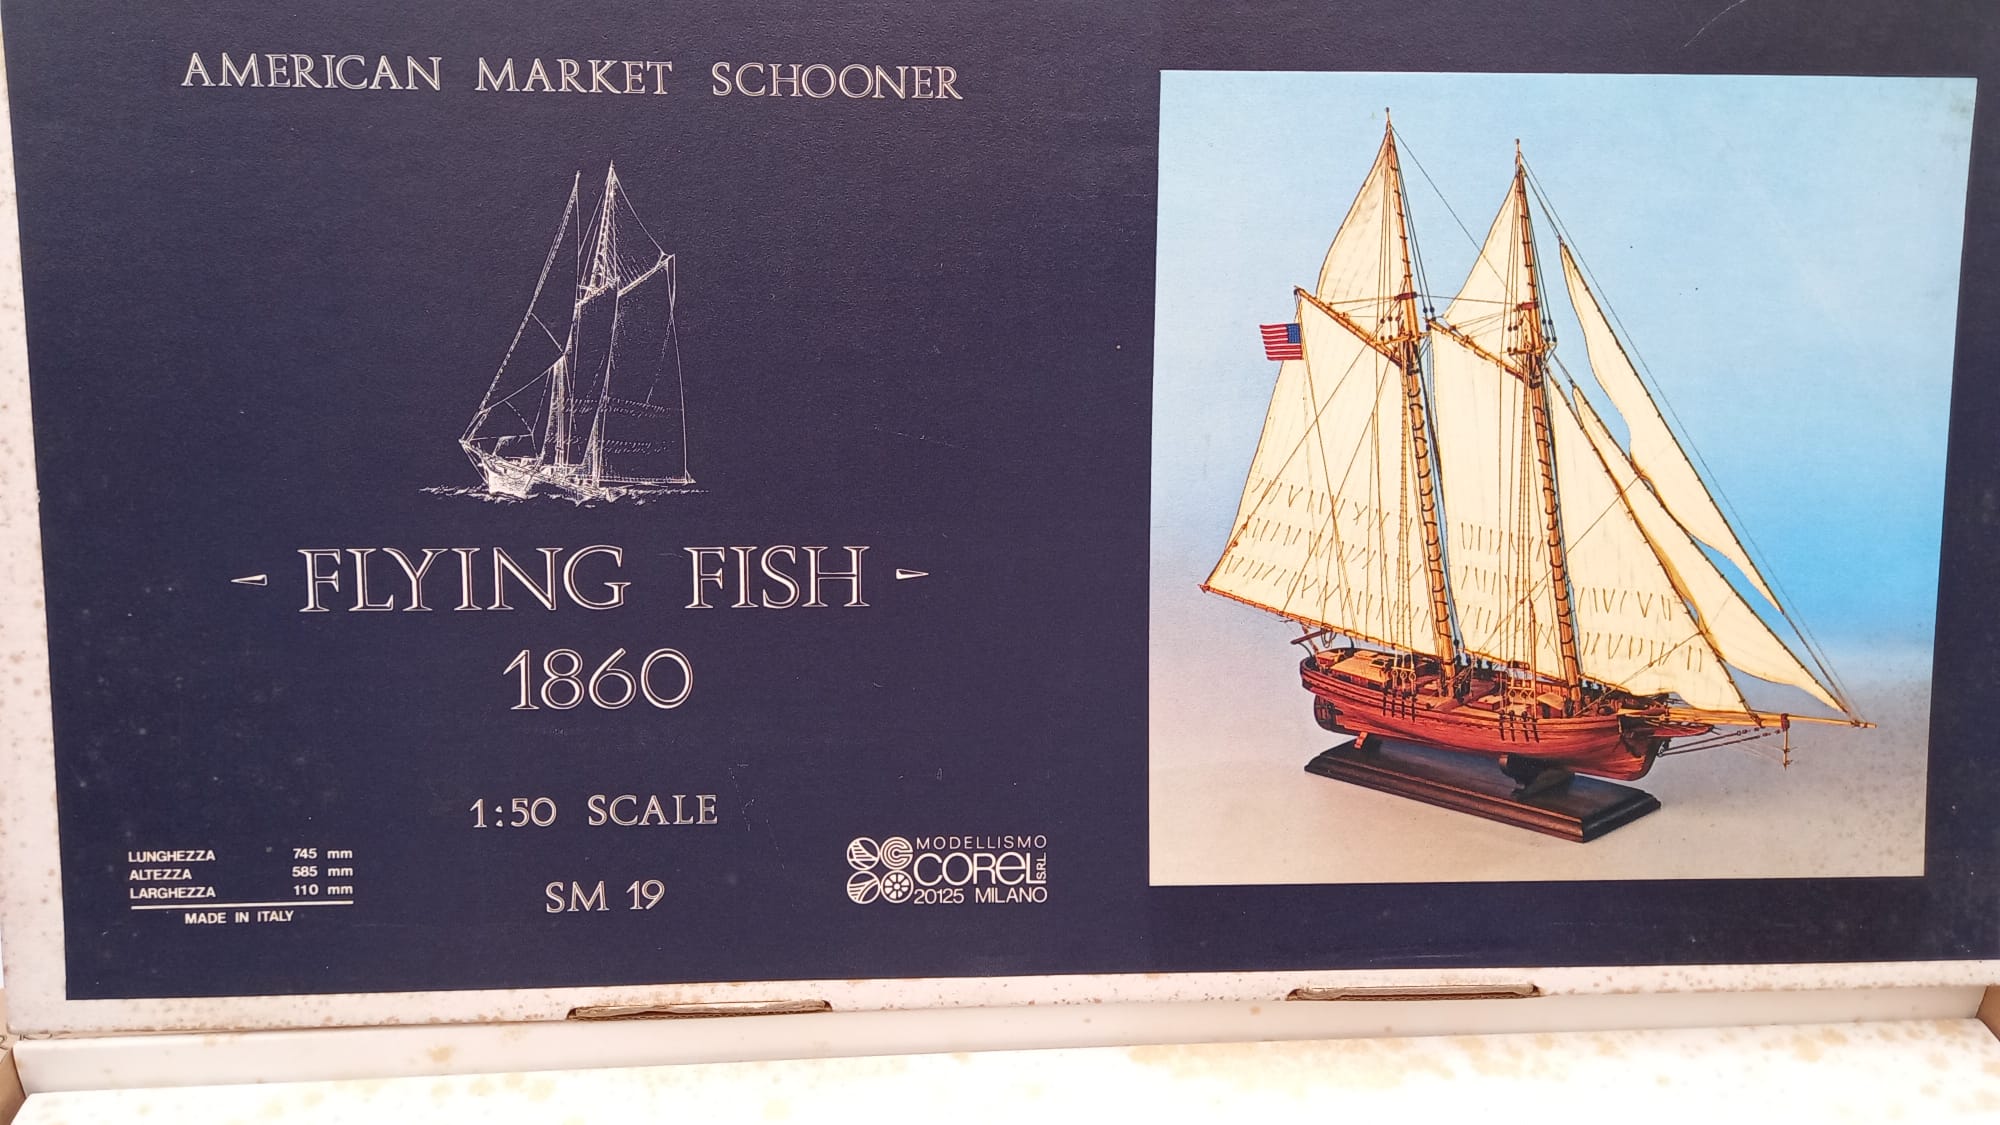 AMERICAN MARKET SCHOONER
- FLYING FISH -
1860
1:50 SCALE
SM 19
LUNGHEZZA 745 mm
ALTEZZA 585 mm
LARGHEZZA 110 mm
MADE IN ITALY
MODELLISMO
COREL S.R.L.
20125 MILANO